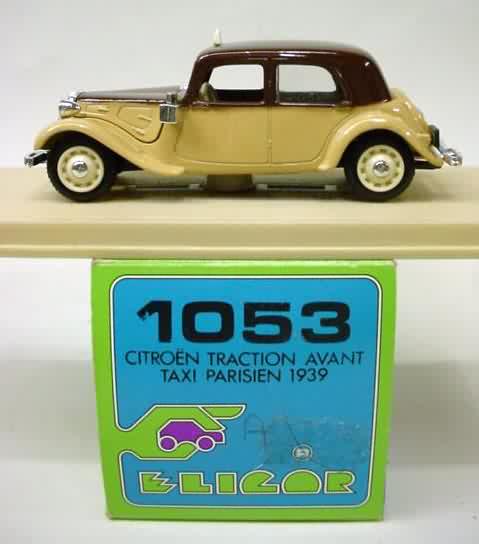 1053
CITROËN TRACTION AVANT
TAXI PARISIEN 1939
ELIGOR